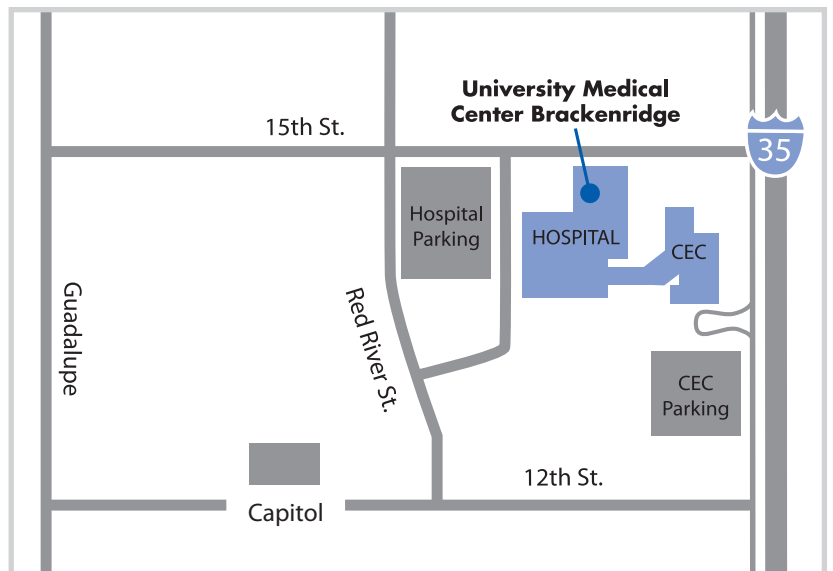 University Medical
Center Brackenridge
15th St.
35
Hospital
Parking
HOSPITAL
CEC
Guadalupe
Red River St.
CEC
Parking
12th St.
Capitol